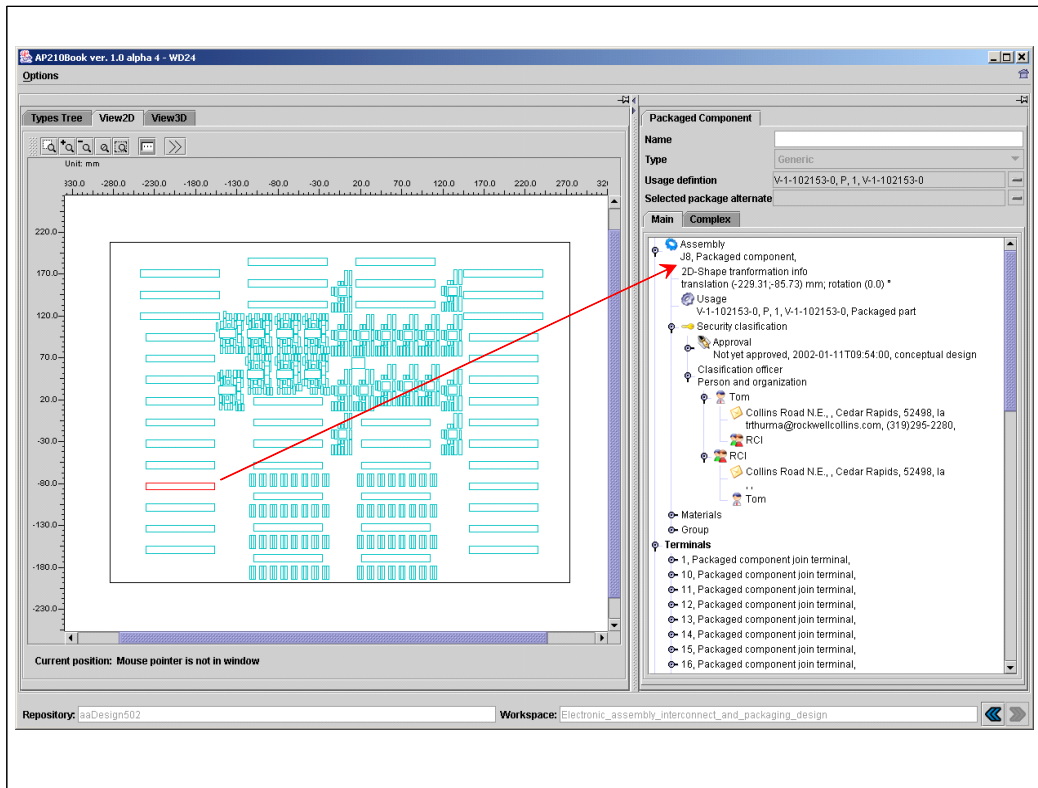 AP210Book ver. 1.0 alpha 4 - WD24
Options
Types Tree View2D View3D
Unit: mm
330.0 -280.0 -230.0 -180.0 -130.0 -80.0 -30.0 20.0 70.0 120.0 170.0 220.0 270.0 32
220.0
170.0
120.0
70.0
20.0
-30.0
-80.0
-130.0
-180.0
-230.0
Current position: Mouse pointer is not in window
Packaged Component
Name
Type Generic
Usage defintion V-1-102153-0, P, 1, V-1-102153-0
Selected package alternate
Main Complex
Assembly
J8, Packaged component,
2D-Shape tranformation info
translation (-229.31;-85.73) mm; rotation (0.0) °
Usage
V-1-102153-0, P, 1, V-1-102153-0, Packaged part
Security classification
Approval
Not yet approved, 2002-01-11T09:54:00, conceptual design
Clasification officer
Person and organization
Tom
Collins Road N.E., , Cedar Rapids, 52498, Ia
trthurma@rockwellcollins.com, (319)295-2280,
RCI
RCI
Collins Road N.E., , Cedar Rapids, 52498, Ia
, ,
Tom
Materials
Group
Terminals
1, Packaged component join terminal,
10, Packaged component join terminal,
11, Packaged component join terminal,
12, Packaged component join terminal,
13, Packaged component join terminal,
14, Packaged component join terminal,
15, Packaged component join terminal,
16, Packaged component join terminal,
Repository: aaDesign502 Workspace: Electronic_assembly_interconnect_and_packaging_design